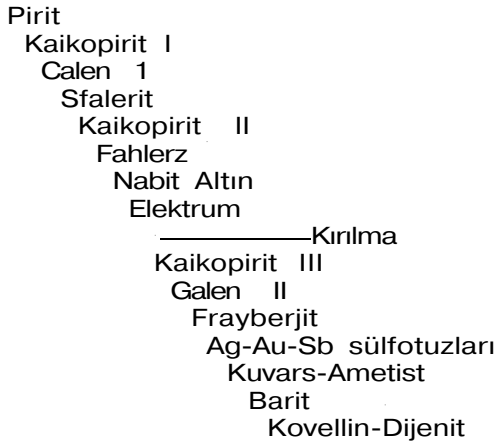 Pirit
Kaikopirit I
Calen 1
Sfalerit
Kaikopirit II
Fahlerz
Nabit Altın
Elektrum
Kırılma
Kaikopirit III
Galen II
Frayberjit
Ag-Au-Sb sülfotuzları
Kuvars-Ametist
Barit
Kovellin-Dijenit